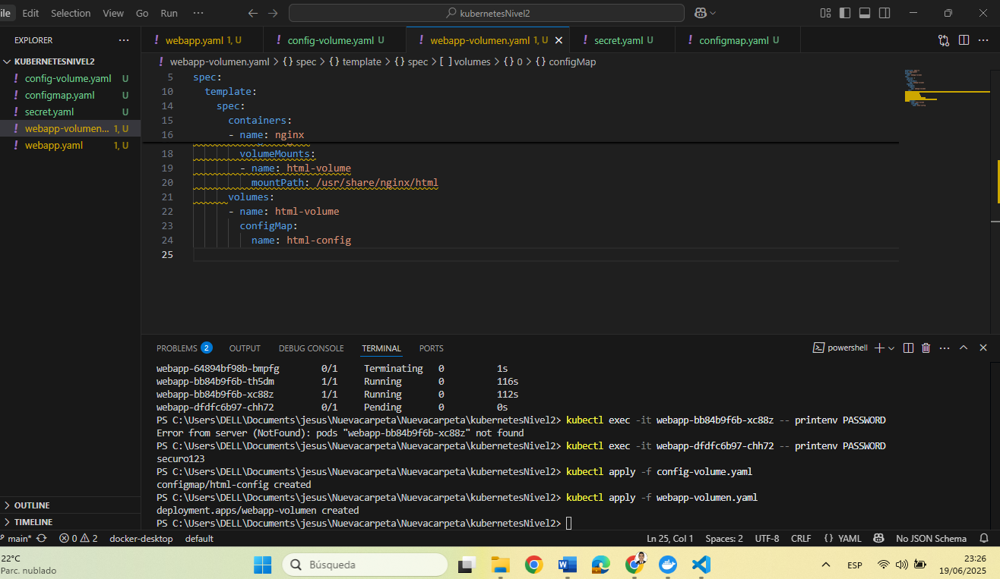 ile Edit Selection View Go Run ··· kubernetesNivel2
EXPLORER ···
KUBERNETESNIVEL2
! config-volume.yaml U
! configmap.yaml U
! secret.yaml U
! webapp-volumen... 1, U
! webapp.yaml 1, U
OUTLINE
TIMELINE
! webapp.yaml 1, U ! config-volume.yaml U ! webapp-volumen.yaml 1, U ! secret.yaml U ! configmap.yaml U
! webapp-volumen.yaml > {} spec > {} template > {} spec > [ ] volumes > {} 0 > {} configMap
5 spec:
10 template:
14 spec:
15 containers:
16 - name: nginx
18 volumeMounts:
19 - name: html-volume
20 mountPath: /usr/share/nginx/html
21 volumes:
22 - name: html-volume
23 configMap:
24 name: html-config
25
PROBLEMS 2 OUTPUT DEBUG CONSOLE TERMINAL PORTS powershell
webapp-64894bf98b-bmpfg 0/1 Terminating 0 1s
webapp-bb84b9f6b-th5dm 1/1 Running 0 116s
webapp-bb84b9f6b-xc88z 1/1 Running 0 112s
webapp-dfdfc6b97-chh72 0/1 Pending 0 0s
PS C:\Users\DELL\Documents\jesus\Nuevacarpeta\Nuevacarpeta\kubernetesNivel2> kubectl exec -it webapp-bb84b9f6b-xc88z -- printenv PASSWORD
Error from server (NotFound): pods "webapp-bb84b9f6b-xc88z" not found
PS C:\Users\DELL\Documents\jesus\Nuevacarpeta\Nuevacarpeta\kubernetesNivel2> kubectl exec -it webapp-dfdfc6b97-chh72 -- printenv PASSWORD
securo123
PS C:\Users\DELL\Documents\jesus\Nuevacarpeta\Nuevacarpeta\kubernetesNivel2> kubectl apply -f config-volume.yaml
configmap/html-config created
PS C:\Users\DELL\Documents\jesus\Nuevacarpeta\Nuevacarpeta\kubernetesNivel2> kubectl apply -f webapp-volumen.yaml
deployment.apps/webapp-volumen created
PS C:\Users\DELL\Documents\jesus\Nuevacarpeta\Nuevacarpeta\kubernetesNivel2>
main* 0 2 docker-desktop default Ln 25, Col 1 Spaces: 2 UTF-8 CRLF {} YAML No JSON Schema
22°C
Parc. nublado
Búsqueda
ESP
23:26
19/06/2025